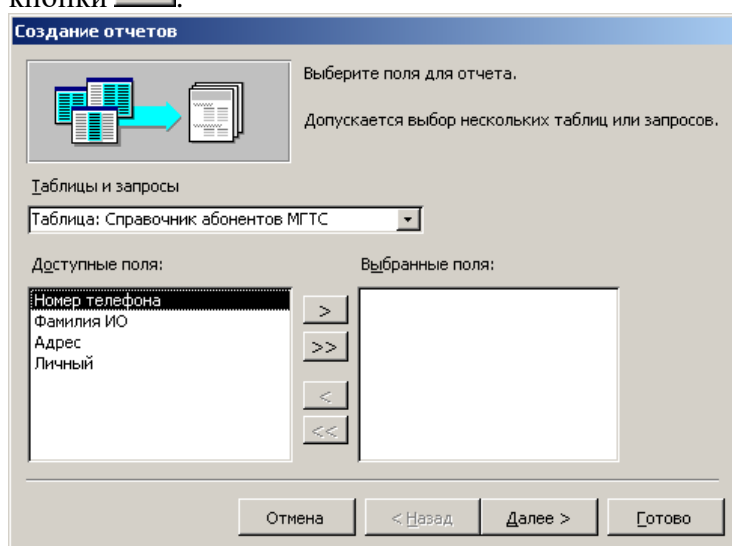 кнопки .
Создание отчетов
Выберите поля для отчета.
Допускается выбор нескольких таблиц или запросов.
Таблицы и запросы
Таблица: Справочник абонентов МГТС
Доступные поля:
Выбранные поля:
Номер телефона
Фамилия ИО
Адрес
Личный
>
>>
<
<<
Отмена
< Назад
Далее >
Готово